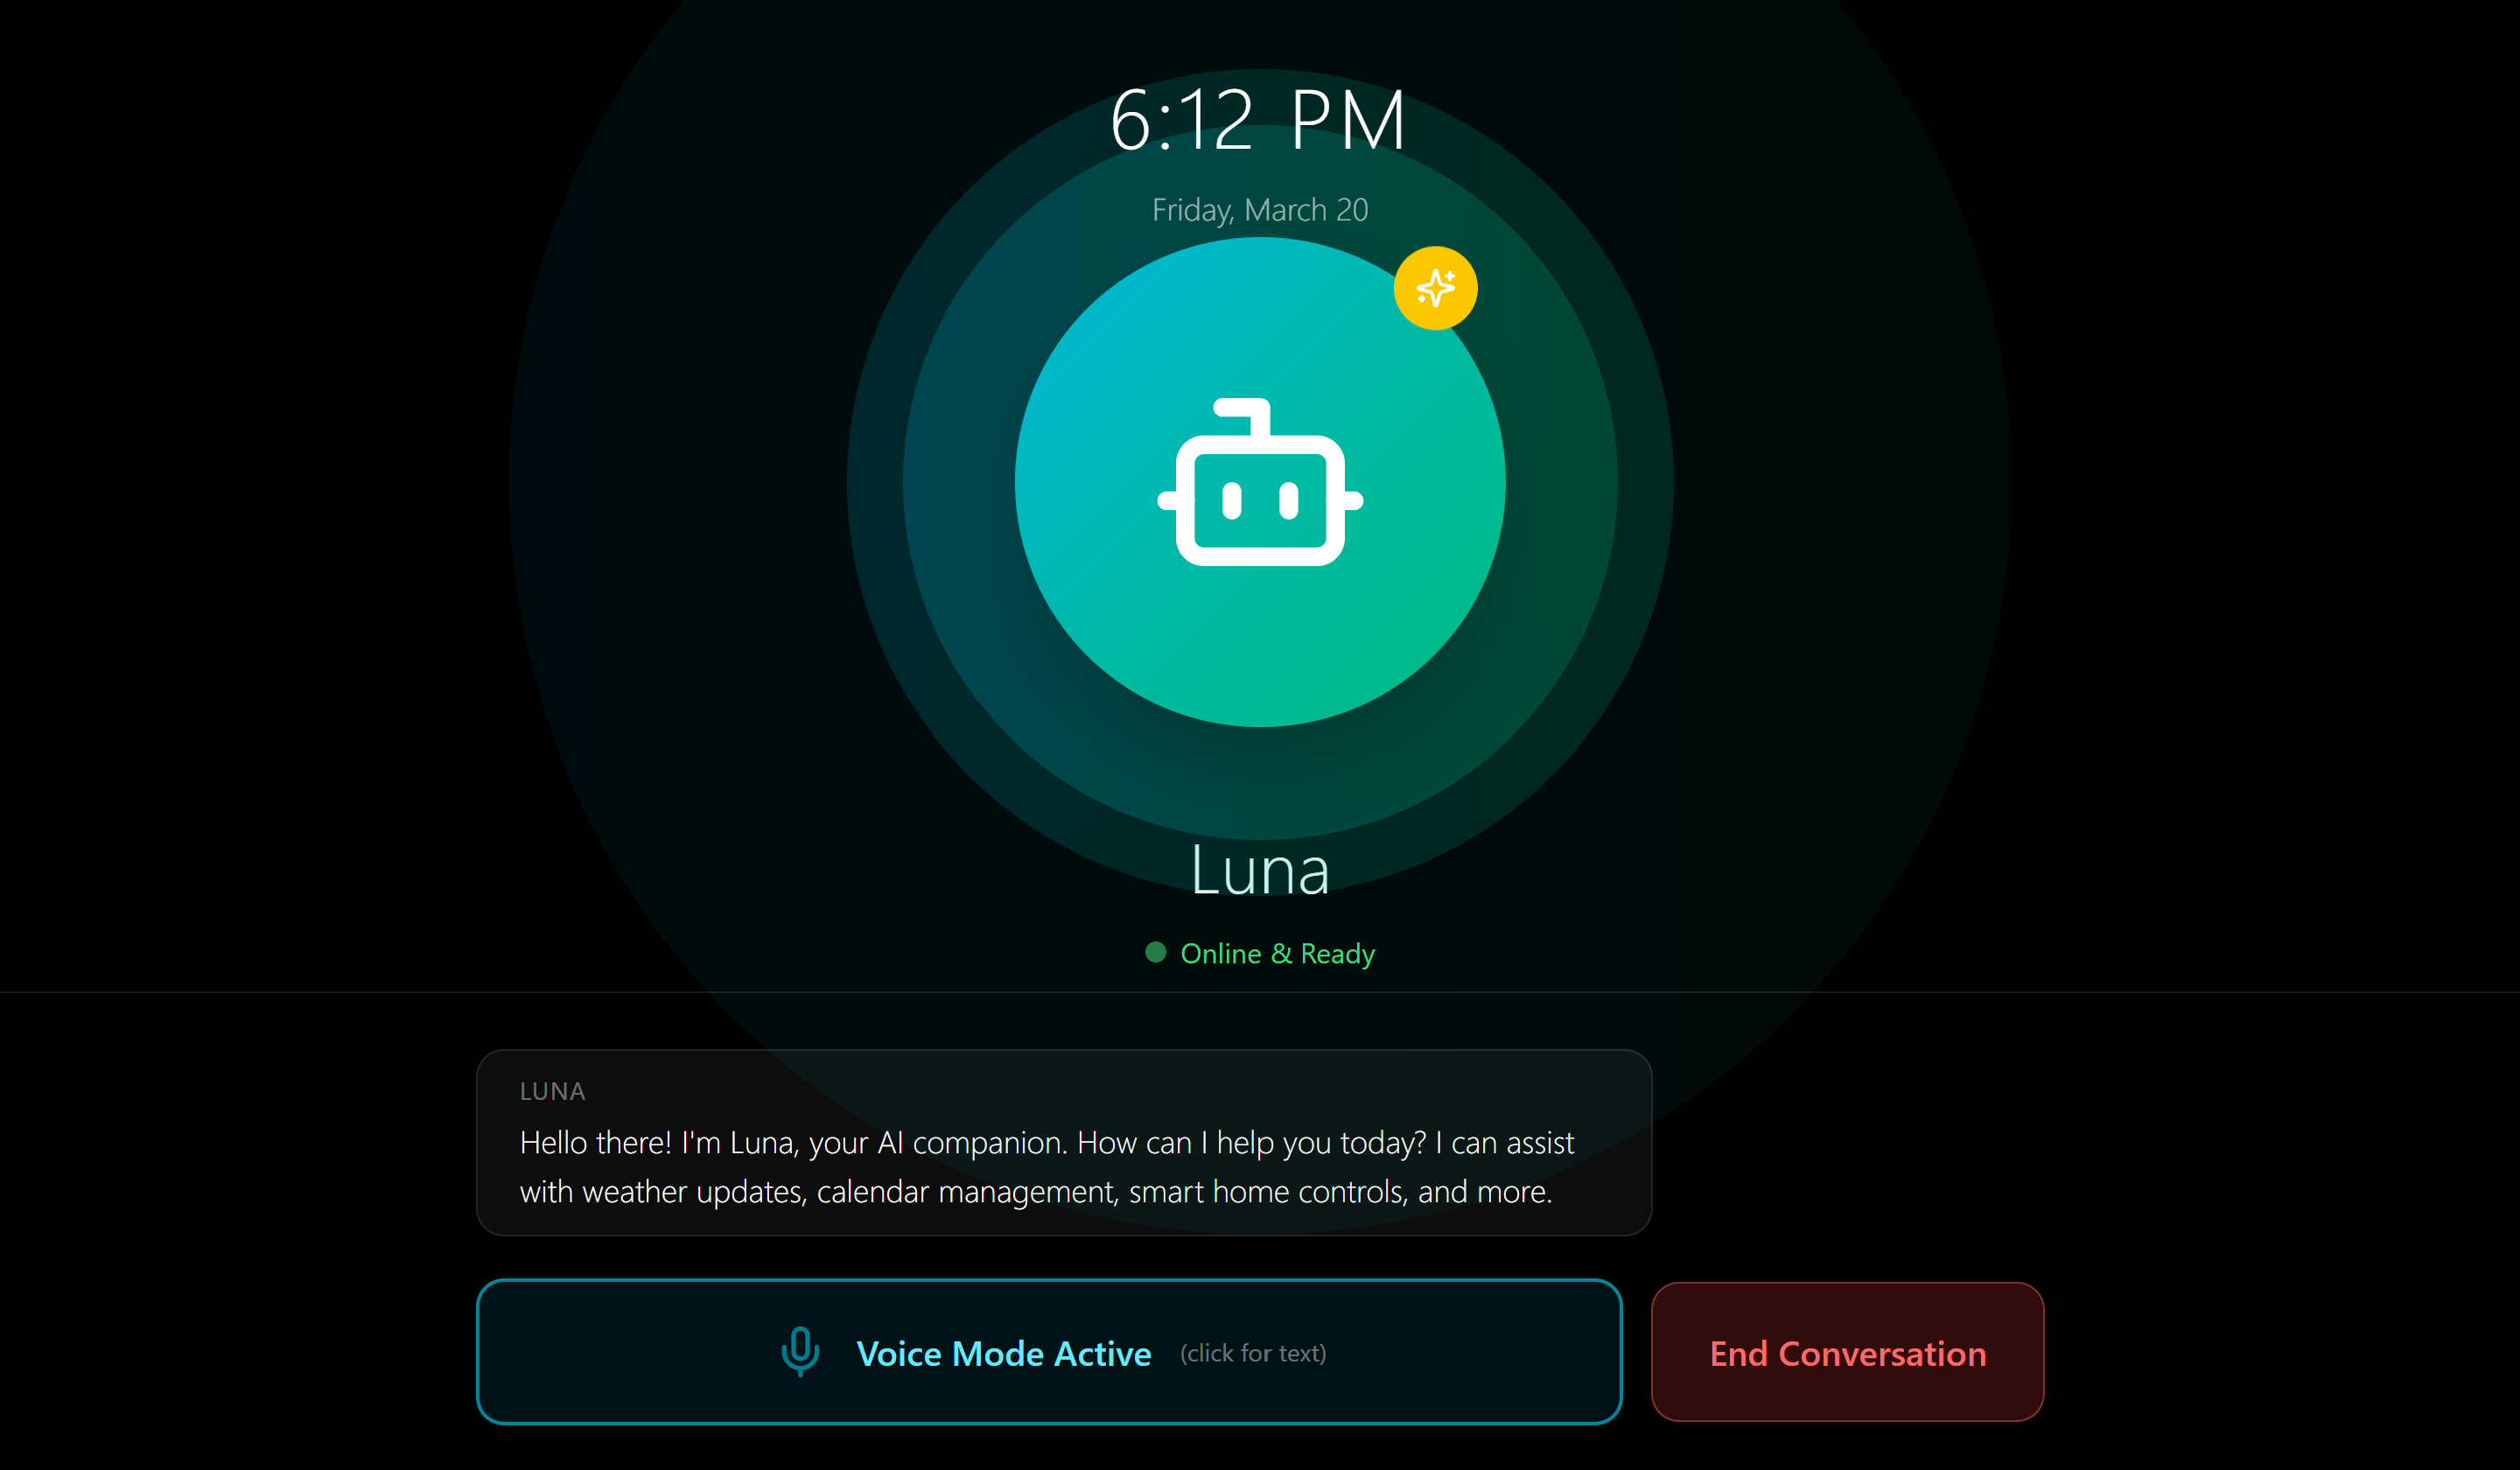 6:12 PM
Friday, March 20
Luna
Online & Ready
LUNA
Hello there! I'm Luna, your AI companion. How can I help you today? I can assist
with weather updates, calendar management, smart home controls, and more.
Voice Mode Active (click for text)
End Conversation